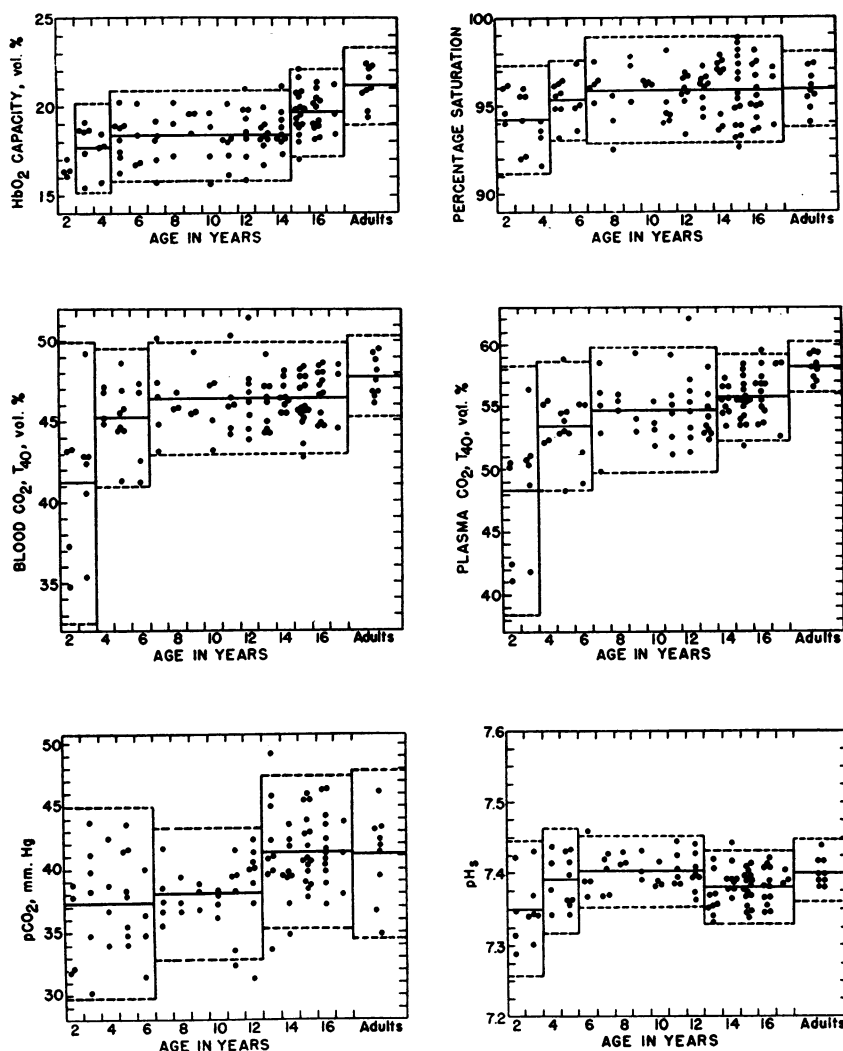 25
20
15
HbO2 CAPACITY, vol. %
2 4 6 8 10 12 14 16 Adults
AGE IN YEARS
100
95
90
PERCENTAGE SATURATION
2 4 6 8 10 12 14 16 Adults
AGE IN YEARS
50
45
40
35
BLOOD CO2, T40, vol. %
2 4 6 8 10 12 14 16 Adults
AGE IN YEARS
60
55
50
45
40
PLASMA CO2, T40, vol. %
2 4 6 8 10 12 14 16 Adults
AGE IN YEARS
50
45
40
35
30
pCO2, mm. Hg
2 4 6 8 10 12 14 16 Adults
AGE IN YEARS
7.6
7.5
7.4
7.3
7.2
pHs
2 4 6 8 10 12 14 16 Adults
AGE IN YEARS